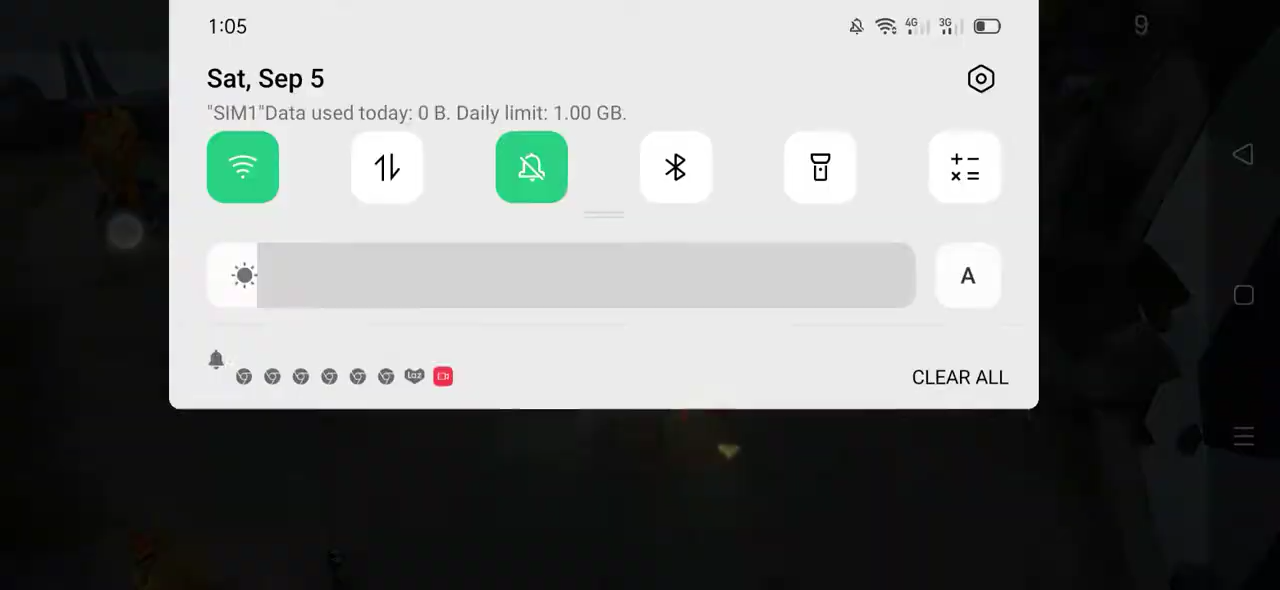 1:05
4G 3G
9
Sat, Sep 5
"SIM1"Data used today: 0 B. Daily limit: 1.00 GB.
A
Laz
CLEAR ALL